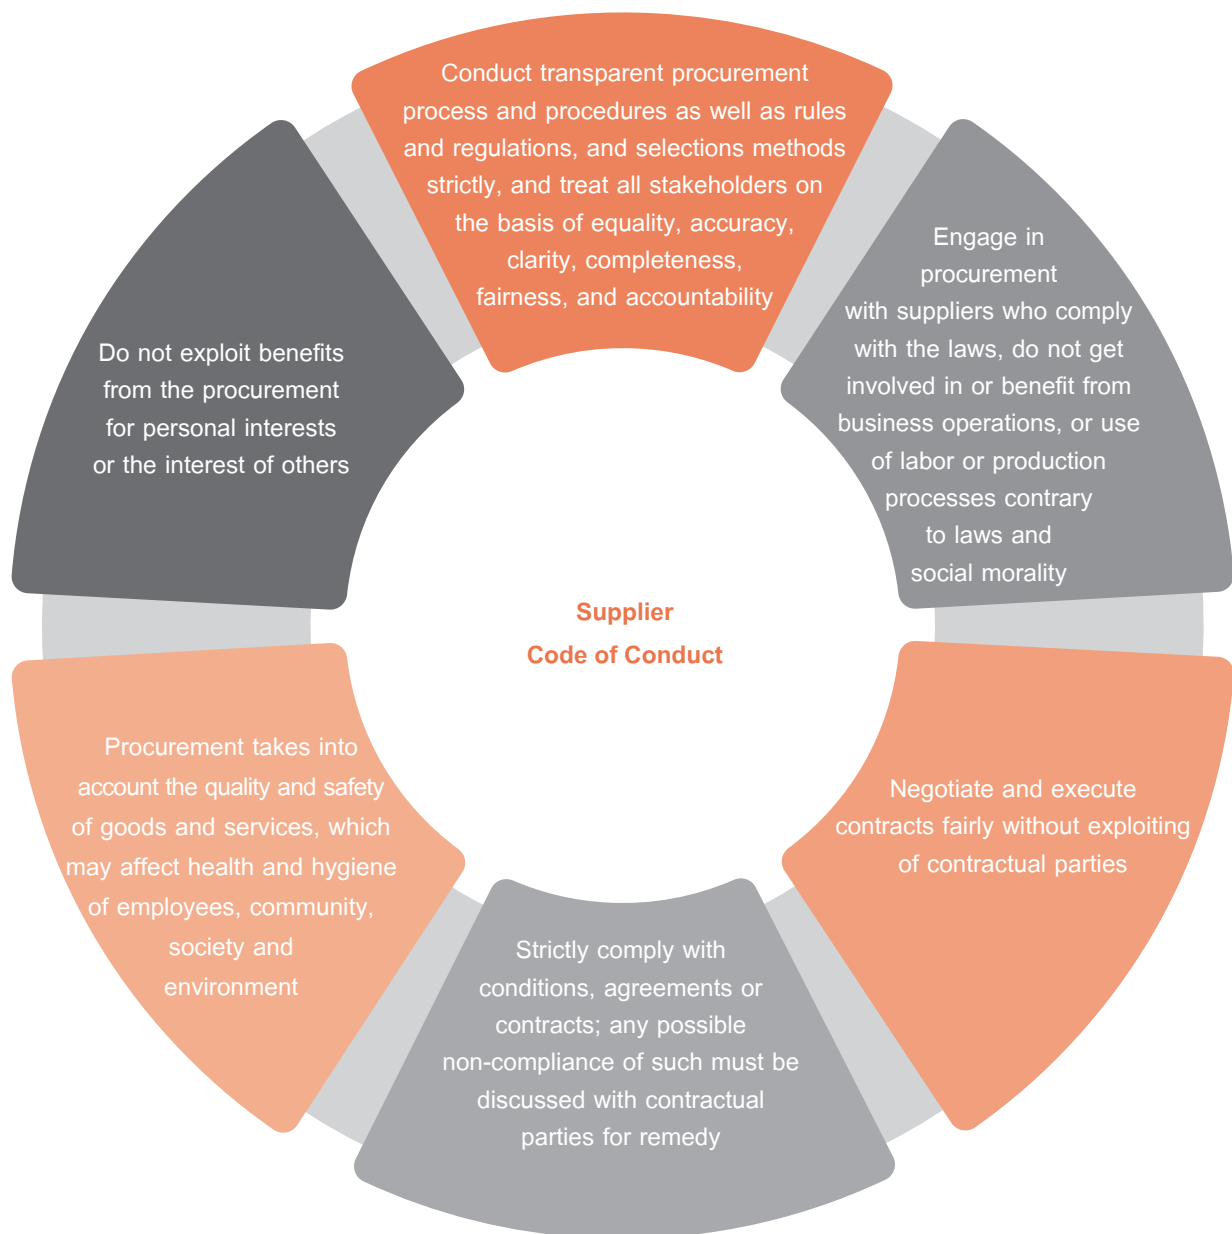 Conduct transparent procurement
process and procedures as well as rules
and regulations, and selections methods
strictly, and treat all stakeholders on
the basis of equality, accuracy,
clarity, completeness,
fairness, and accountability
Engage in
procurement
with suppliers who comply
with the laws, do not get
involved in or benefit from
business operations, or use
of labor or production
processes contrary
to laws and
social morality
Negotiate and execute
contracts fairly without exploiting
of contractual parties
Strictly comply with
conditions, agreements or
contracts; any possible
non-compliance of such must be
discussed with contractual
parties for remedy
Procurement takes into
account the quality and safety
of goods and services, which
may affect health and hygiene
of employees, community,
society and
environment
Do not exploit benefits
from the procurement
for personal interests
or the interest of others
Supplier
Code of Conduct